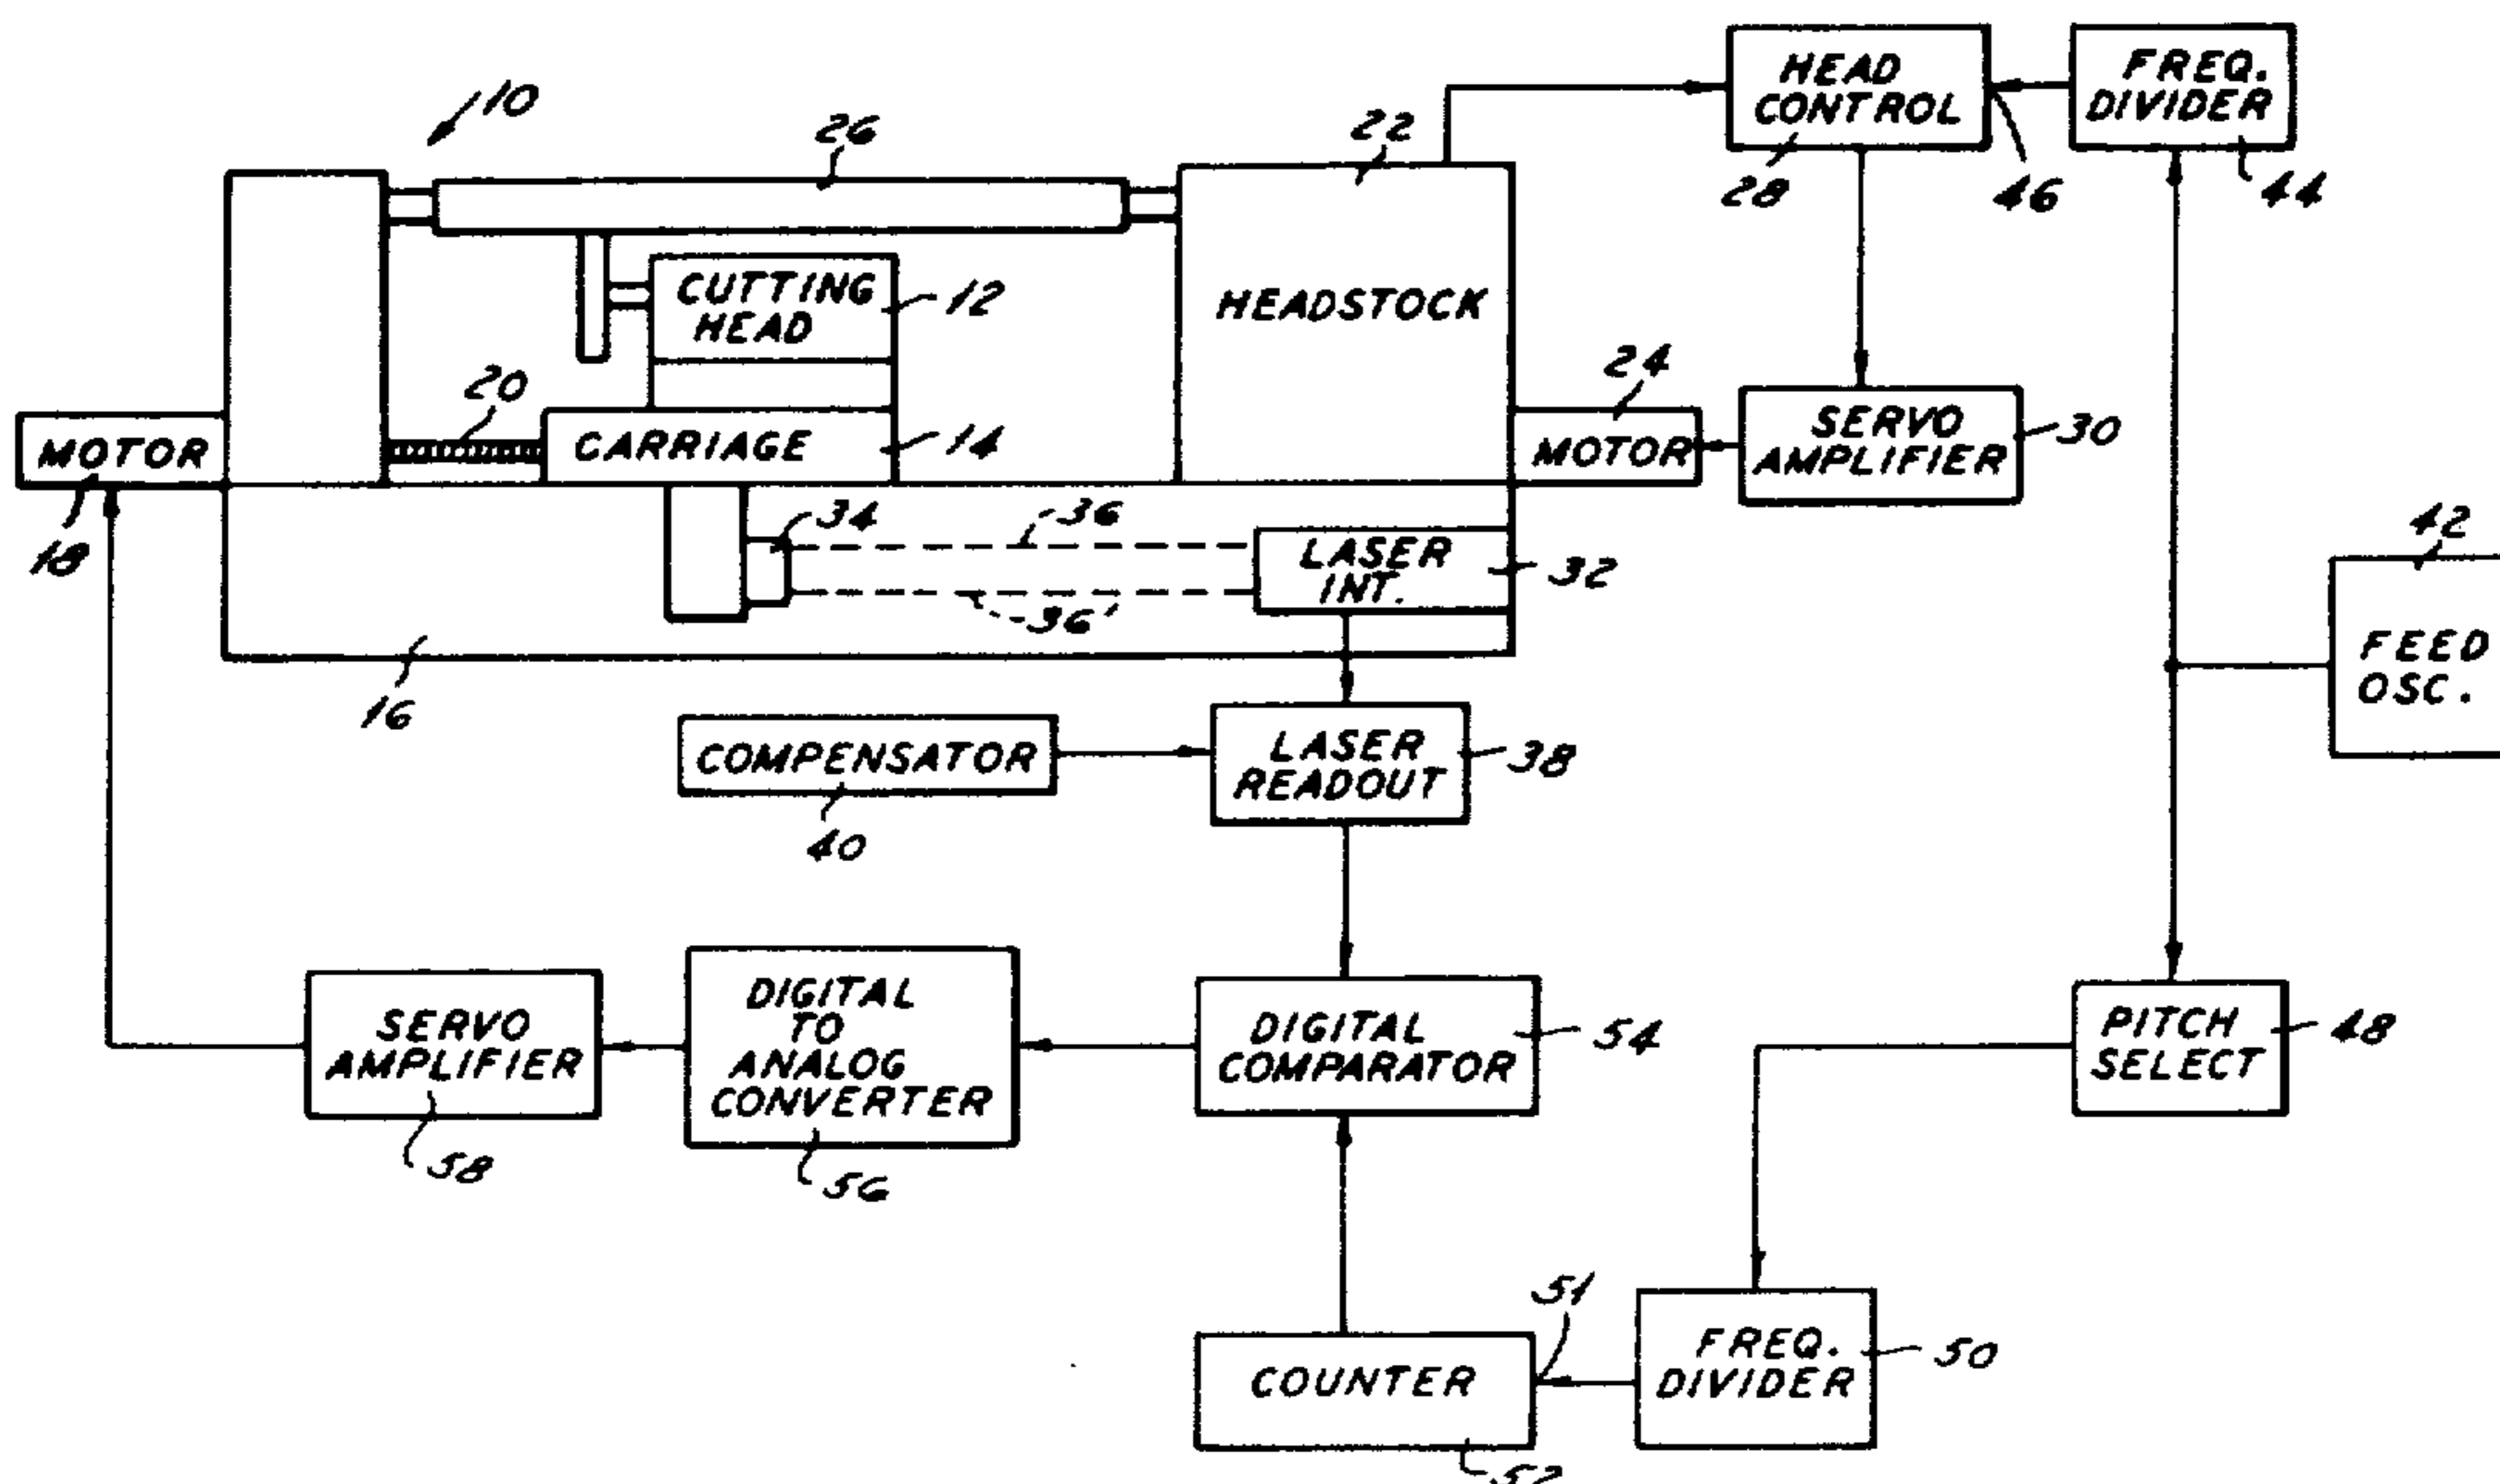 10
26
22
HEAD
CONTROL
FREQ.
DIVIDER
28
46
44
CUTTING
HEAD
12
HEADSTOCK
20
24
MOTOR
CARRIAGE
14
MOTOR
SERVO
AMPLIFIER
30
18
34
36
LASER
INT.
32
42
36'
FEED
OSC.
16
COMPENSATOR
LASER
READOUT
38
40
SERVO
AMPLIFIER
DIGITAL
TO
ANALOG
CONVERTER
DIGITAL
COMPARATOR
54
PITCH
SELECT
48
58
56
51
COUNTER
FREQ.
DIVIDER
50
52